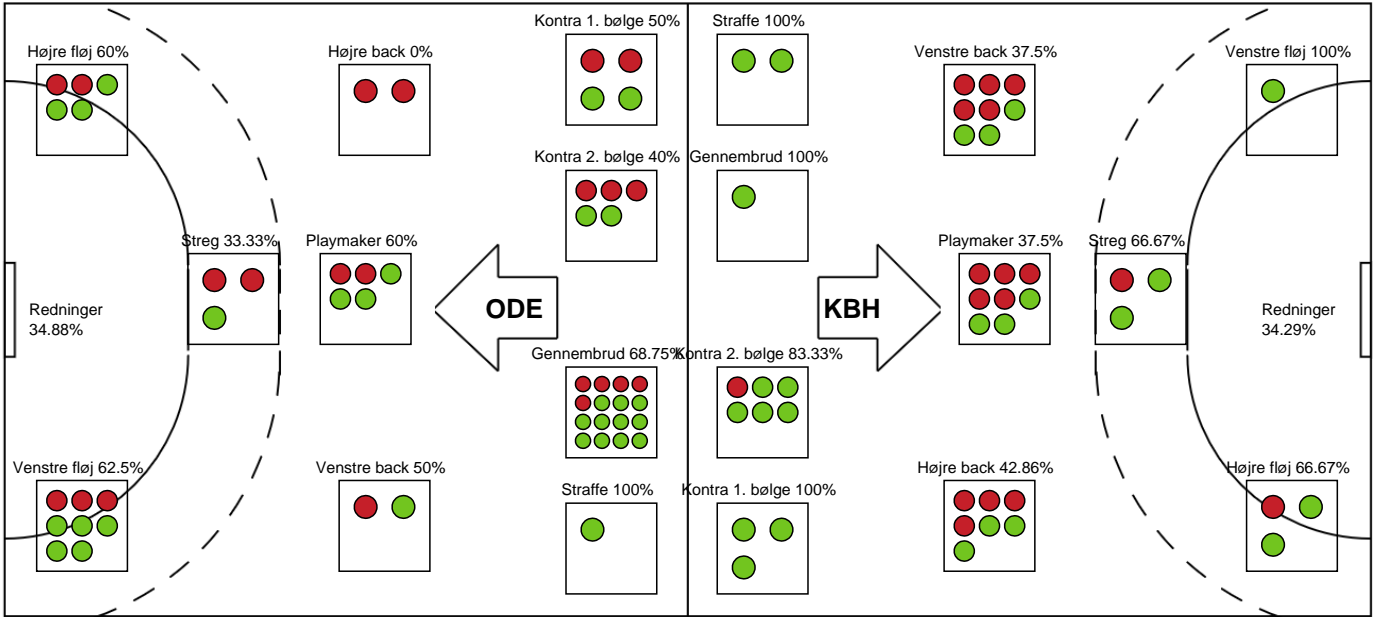 Kontra 1. bølge 50%
Straffe 100%
Højre fløj 60%
Højre back 0%
Venstre back 37.5%
Venstre fløj 100%
Kontra 2. bølge 40%
Gennembrud 100%
Streg 33.33%
Playmaker 60%
Playmaker 37.5%
Streg 66.67%
Redninger
34.88%
ODE
KBH
Redninger
34.29%
Gennembrud 68.75%
Kontra 2. bølge 83.33%
Venstre fløj 62.5%
Venstre back 50%
Højre back 42.86%
Højre fløj 66.67%
Straffe 100%
Kontra 1. bølge 100%